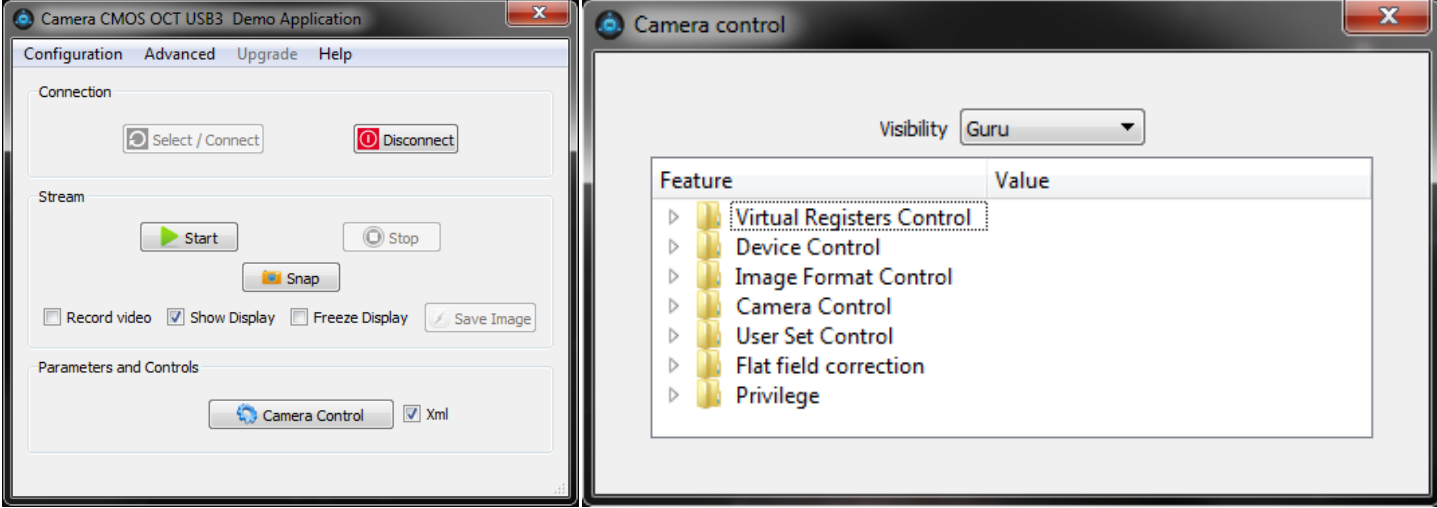 Camera CMOS OCT USB3 Demo Application
Configuration Advanced Upgrade Help
Connection
Select / Connect Disconnect
Stream
Start Stop
Snap
Record video Show Display Freeze Display Save Image
Parameters and Controls
Camera Control Xml
Camera control
Visibility Guru
Feature Value
Virtual Registers Control
Device Control
Image Format Control
Camera Control
User Set Control
Flat field correction
Privilege